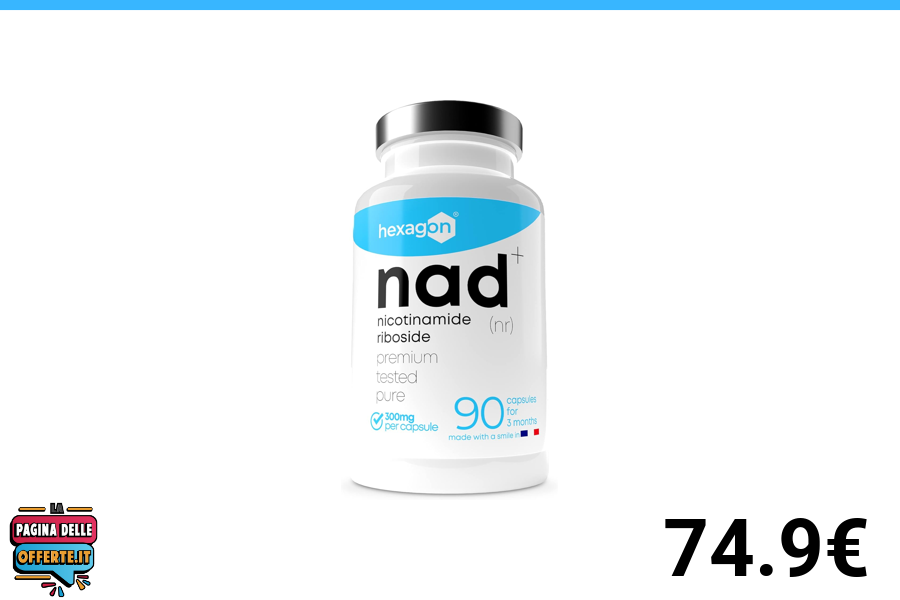 hexagon®
nad+
nicotinamide
riboside
(nr)
premium
tested
pure
300mg
per capsule
90
capsules
for
3 months
made with a smile in
LA
PAGINA DELLE
OFFERTE.IT
74.9€